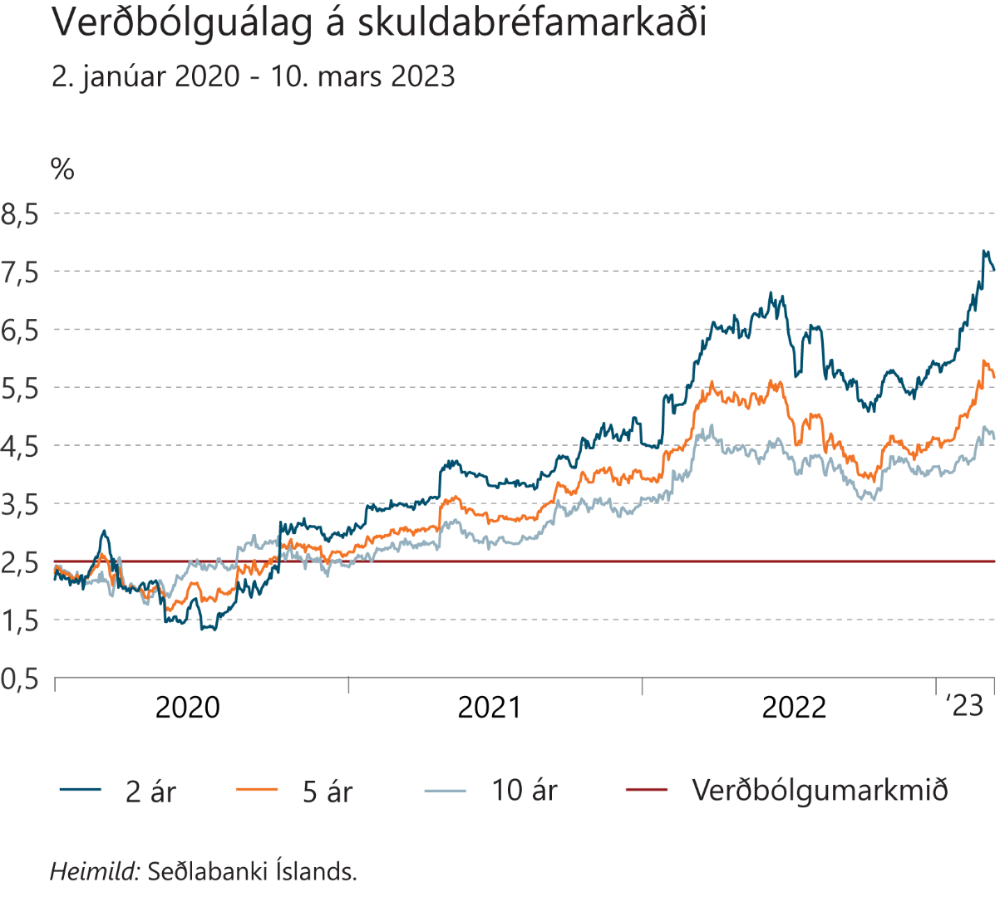 Verðbólguálag á skuldabréfamarkaði
2. janúar 2020 - 10. mars 2023
%
8,5
7,5
6,5
5,5
4,5
3,5
2,5
1,5
0,5
2020 2021 2022 ‘23
2 ár 5 ár 10 ár Verðbólgumarkmið
Heimild: Seðlabanki Íslands.